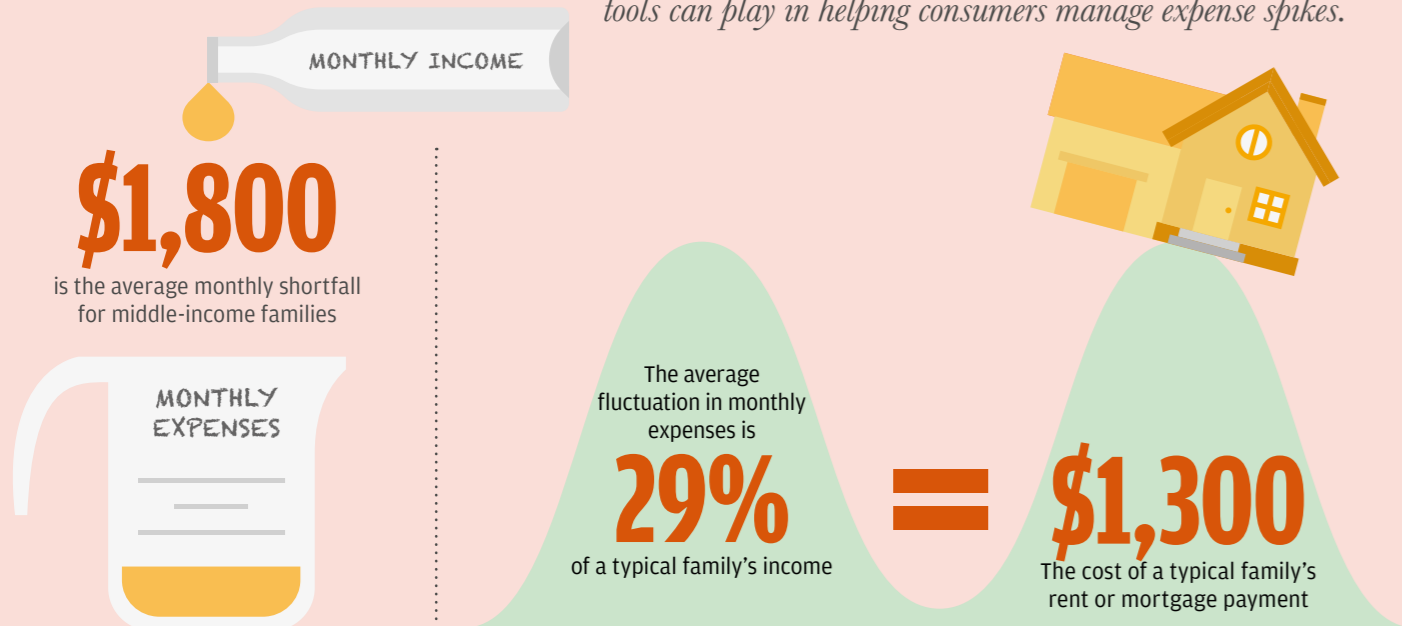 tools can play in helping consumers manage expense spikes.
MONTHLY INCOME
$1,800
is the average monthly shortfall
for middle-income families
MONTHLY
EXPENSES
The average
fluctuation in monthly
expenses is
29%
of a typical family's income
=
$1,300
The cost of a typical family's
rent or mortgage payment